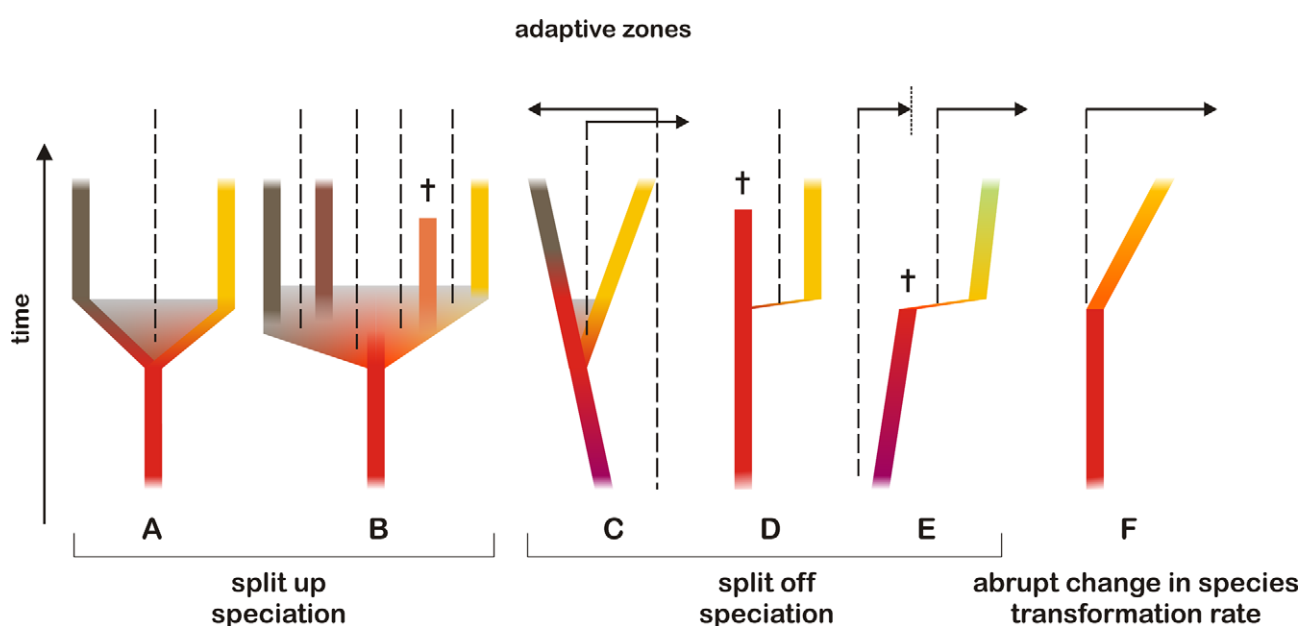 adaptive zones
†
†
†
time
A
B
C
D
E
F
split up
speciation
split off
speciation
abrupt change in species
transformation rate